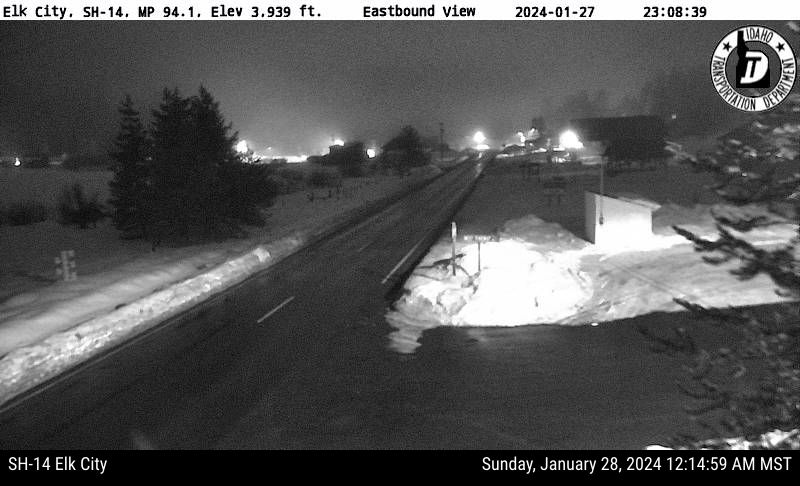 Elk City, SH-14, MP 94.1, Elev 3,939 ft. Eastbound View 2024-01-27 23:08:39
IDAHO
TRANSPORTATION DEPARTMENT
SH-14 Elk City Sunday, January 28, 2024 12:14:59 AM MST